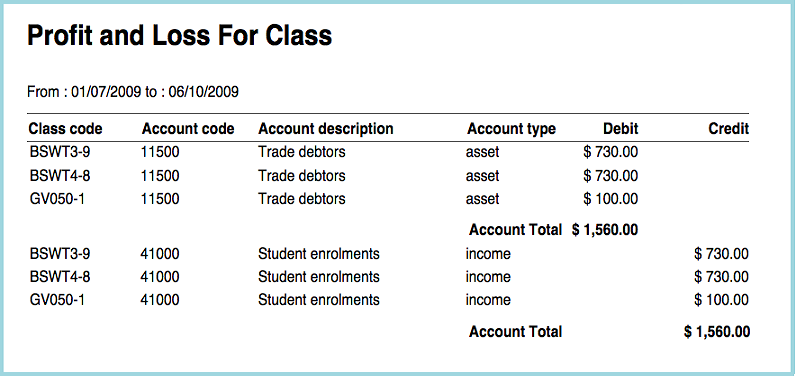 Profit and Loss For Class
From : 01/07/2009 to : 06/10/2009
Class code Account code Account description Account type Debit Credit
BSWT3-9 11500 Trade debtors asset $ 730.00
BSWT4-8 11500 Trade debtors asset $ 730.00
GV050-1 11500 Trade debtors asset $ 100.00
Account Total $ 1,560.00
BSWT3-9 41000 Student enrolments income $ 730.00
BSWT4-8 41000 Student enrolments income $ 730.00
GV050-1 41000 Student enrolments income $ 100.00
Account Total $ 1,560.00